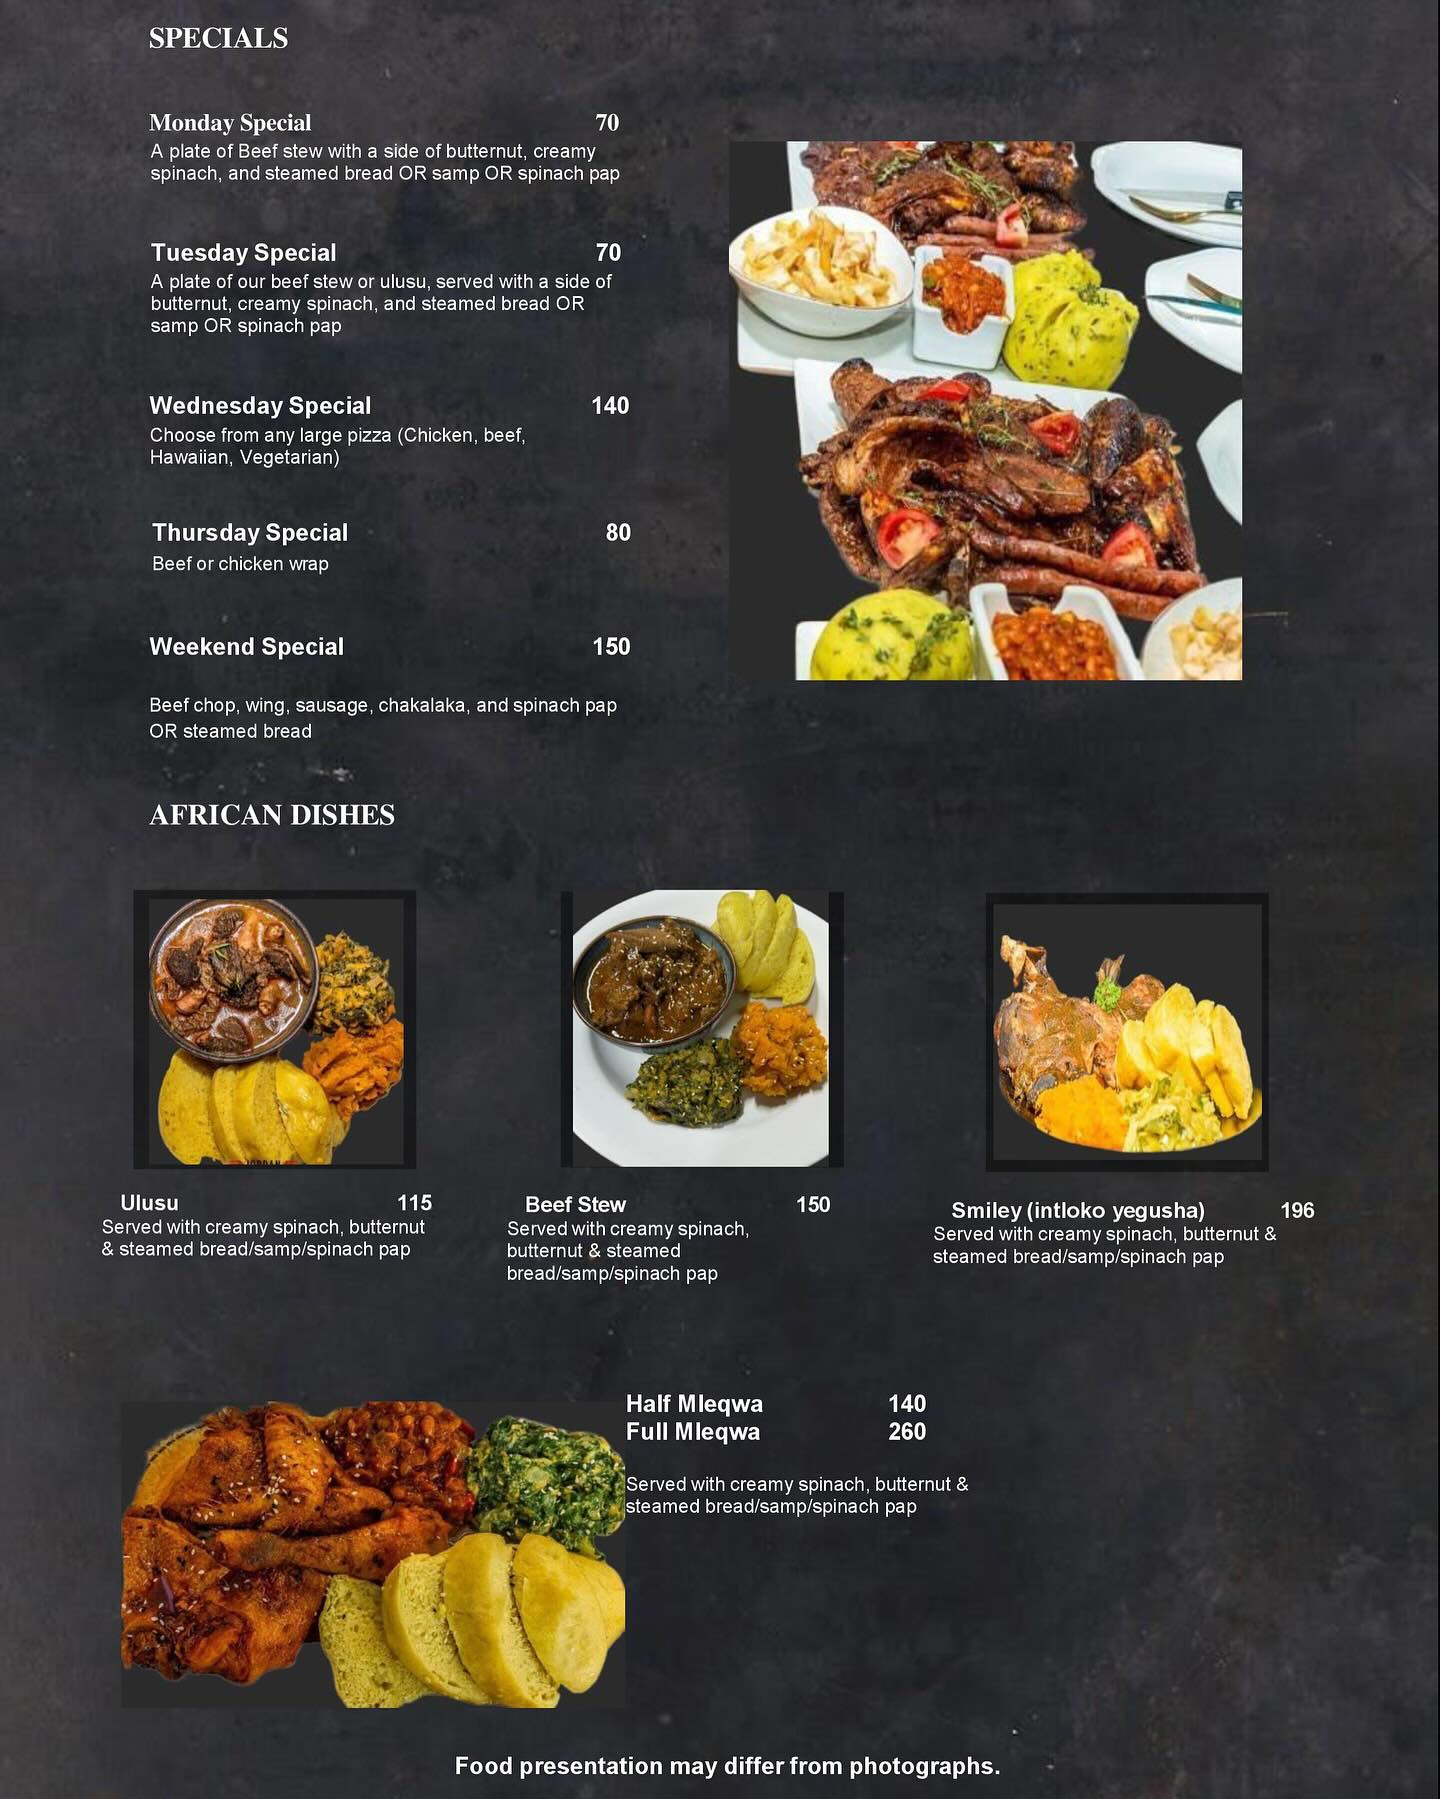 SPECIALS
Monday Special 70
A plate of Beef stew with a side of butternut, creamy
spinach, and steamed bread OR samp OR spinach pap
Tuesday Special 70
A plate of our beef stew or ulusu, served with a side of
butternut, creamy spinach, and steamed bread OR
samp OR spinach pap
Wednesday Special 140
Choose from any large pizza (Chicken, beef,
Hawaiian, Vegetarian)
Thursday Special 80
Beef or chicken wrap
Weekend Special 150
Beef chop, wing, sausage, chakalaka, and spinach pap
OR steamed bread
AFRICAN DISHES
Ulusu 115
Served with creamy spinach, butternut
& steamed bread/samp/spinach pap
Beef Stew 150
Served with creamy spinach,
butternut & steamed
bread/samp/spinach pap
Smiley (intloko yegusha) 196
Served with creamy spinach, butternut &
steamed bread/samp/spinach pap
Half Mleqwa 140
Full Mleqwa 260
Served with creamy spinach, butternut &
steamed bread/samp/spinach pap
Food presentation may differ from photographs.